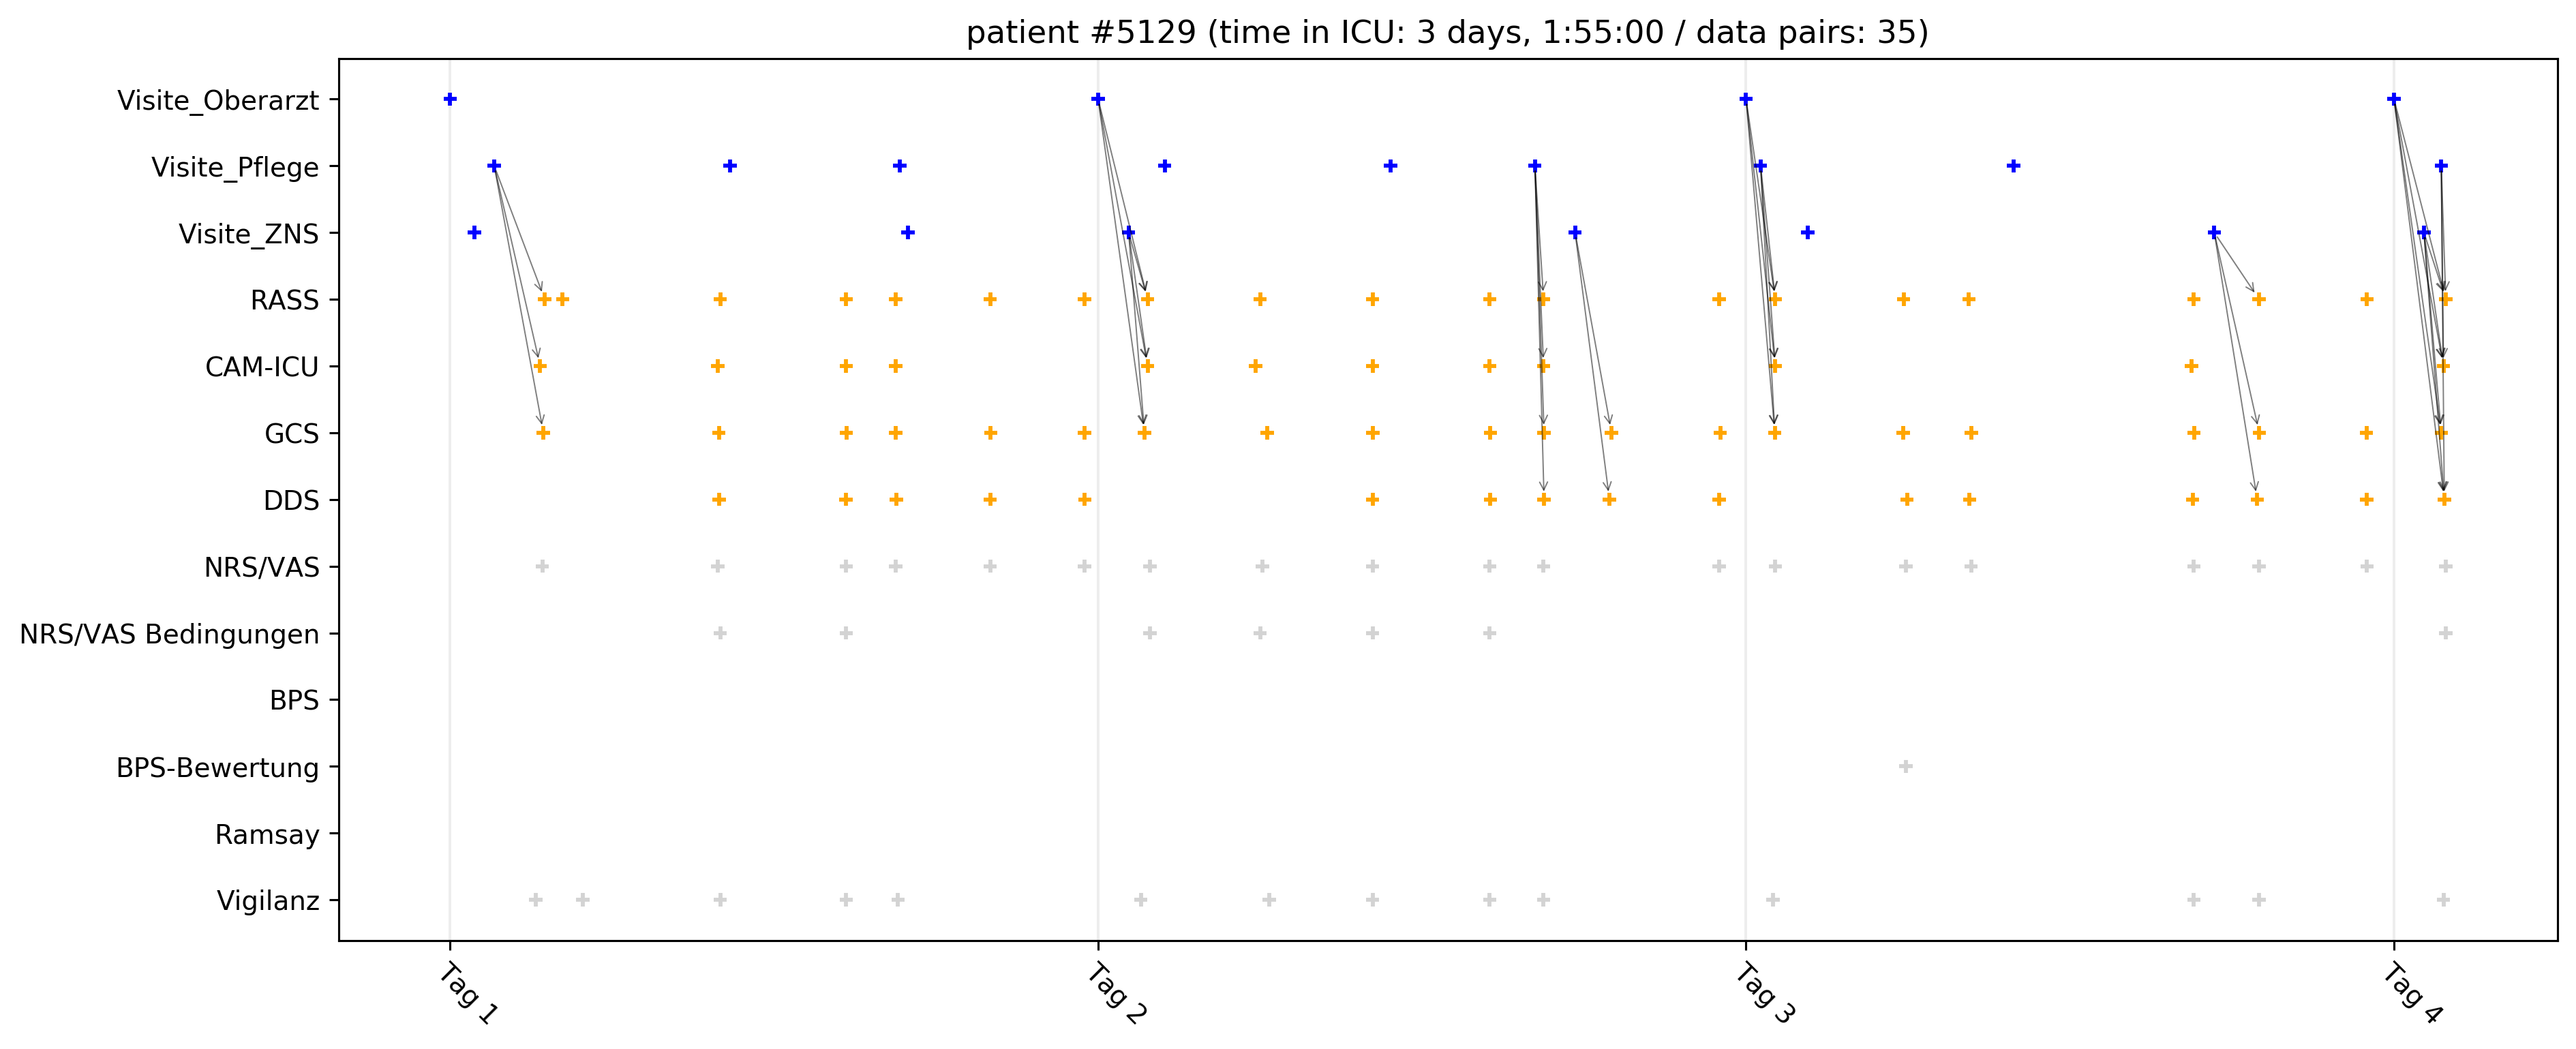 patient #5129 (time in ICU: 3 days, 1:55:00 / data pairs: 35)
Visite_Oberarzt
Visite_Pflege
Visite_ZNS
RASS
CAM-ICU
GCS
DDS
NRS/VAS
NRS/VAS Bedingungen
BPS
BPS-Bewertung
Ramsay
Vigilanz
Tag 1
Tag 2
Tag 3
Tag 4